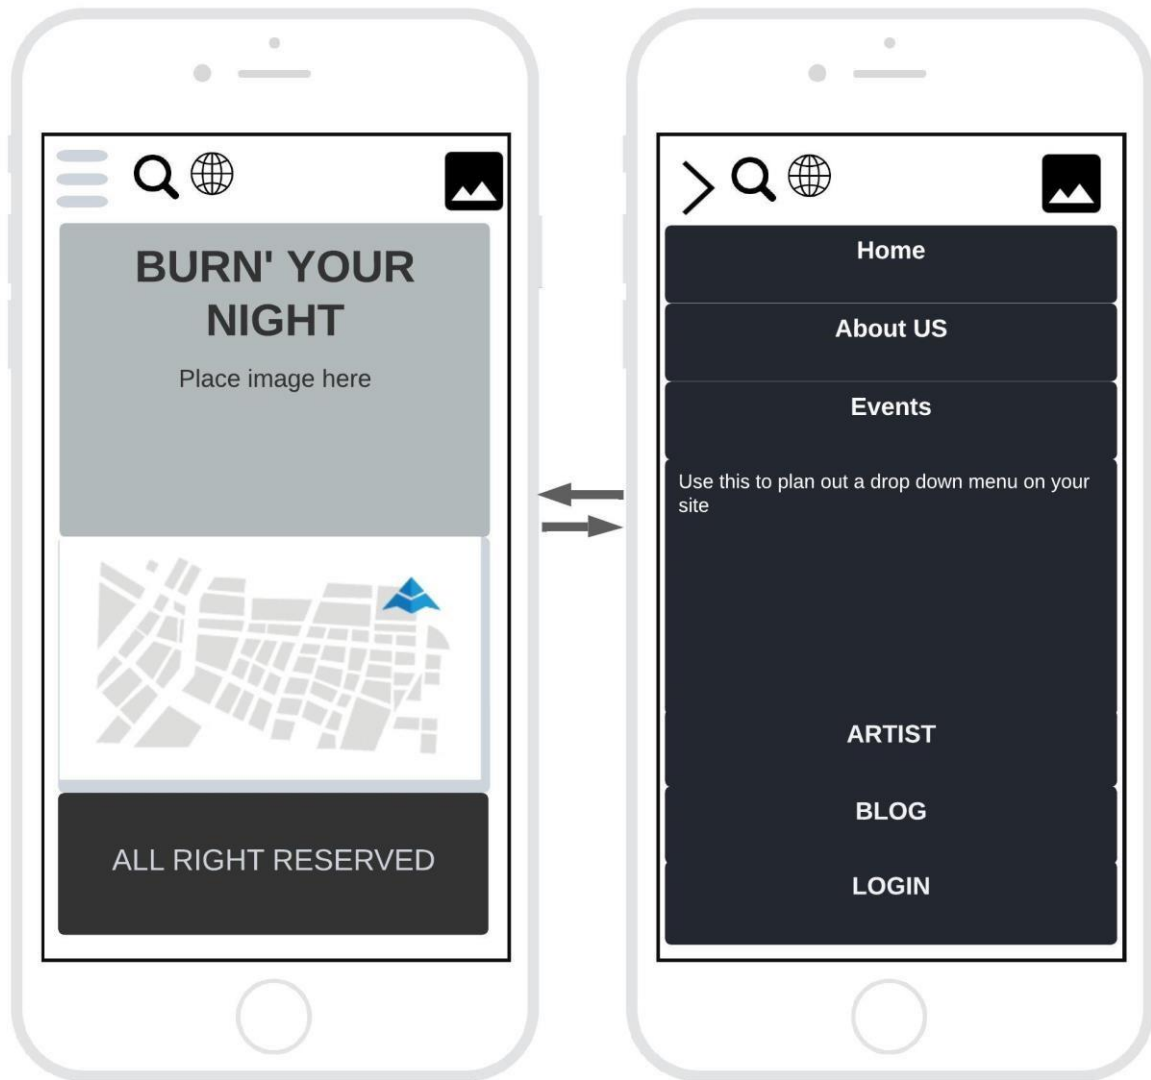 BURN' YOUR
NIGHT
Place image here
ALL RIGHT RESERVED
Home
About US
Events
Use this to plan out a drop down menu on your
site
ARTIST
BLOG
LOGIN